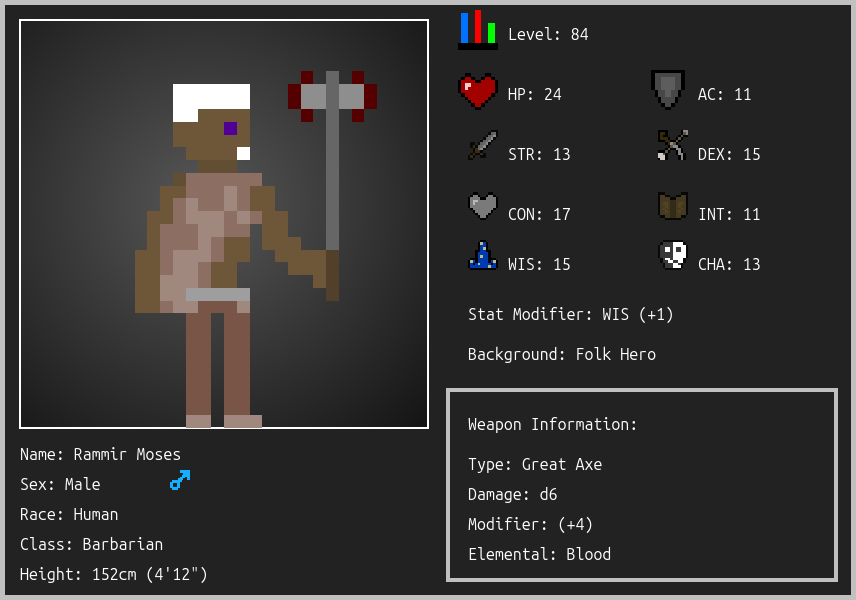 Level: 84
HP: 24
AC: 11
STR: 13
DEX: 15
CON: 17
INT: 11
WIS: 15
CHA: 13
Stat Modifier: WIS (+1)
Background: Folk Hero
Weapon Information:
Type: Great Axe
Damage: d6
Modifier: (+4)
Elemental: Blood
Name: Rammir Moses
Sex: Male
Race: Human
Class: Barbarian
Height: 152cm (4'12")